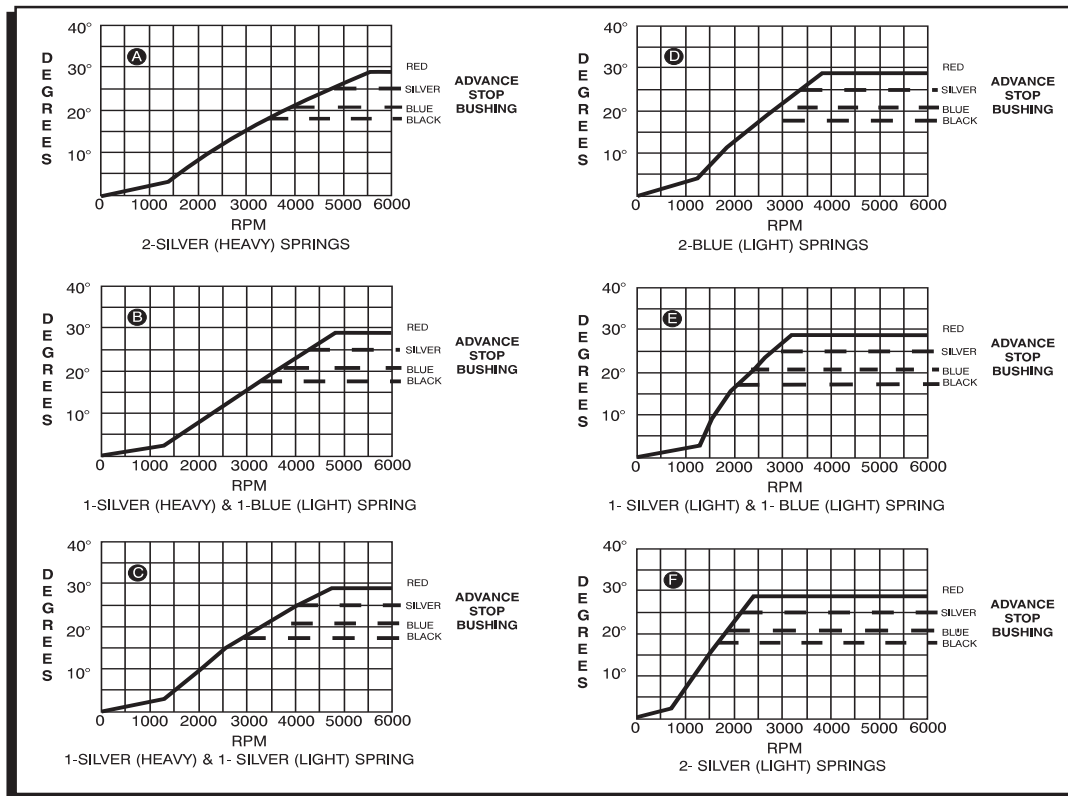 A
40°
30°
20°
10°
DEGREES
0 1000 2000 3000 4000 5000 6000
RPM
2-SILVER (HEAVY) SPRINGS
RED
SILVER
BLUE
BLACK
ADVANCE
STOP
BUSHING
D
40°
30°
20°
10°
DEGREES
0 1000 2000 3000 4000 5000 6000
RPM
2-BLUE (LIGHT) SPRINGS
RED
SILVER
BLUE
BLACK
ADVANCE
STOP
BUSHING
B
40°
30°
20°
10°
DEGREES
0 1000 2000 3000 4000 5000 6000
RPM
1-SILVER (HEAVY) & 1-BLUE (LIGHT) SPRING
RED
SILVER
BLUE
BLACK
ADVANCE
STOP
BUSHING
E
40°
30°
20°
10°
DEGREES
0 1000 2000 3000 4000 5000 6000
RPM
1- SILVER (LIGHT) & 1- BLUE (LIGHT) SPRING
RED
SILVER
BLUE
BLACK
ADVANCE
STOP
BUSHING
C
40°
30°
20°
10°
DEGREES
0 1000 2000 3000 4000 5000 6000
RPM
1-SILVER (HEAVY) & 1- SILVER (LIGHT) SPRING
RED
SILVER
BLUE
BLACK
ADVANCE
STOP
BUSHING
F
40°
30°
20°
10°
DEGREES
0 1000 2000 3000 4000 5000 6000
RPM
2- SILVER (LIGHT) SPRINGS
RED
SILVER
BLUE
BLACK
ADVANCE
STOP
BUSHING